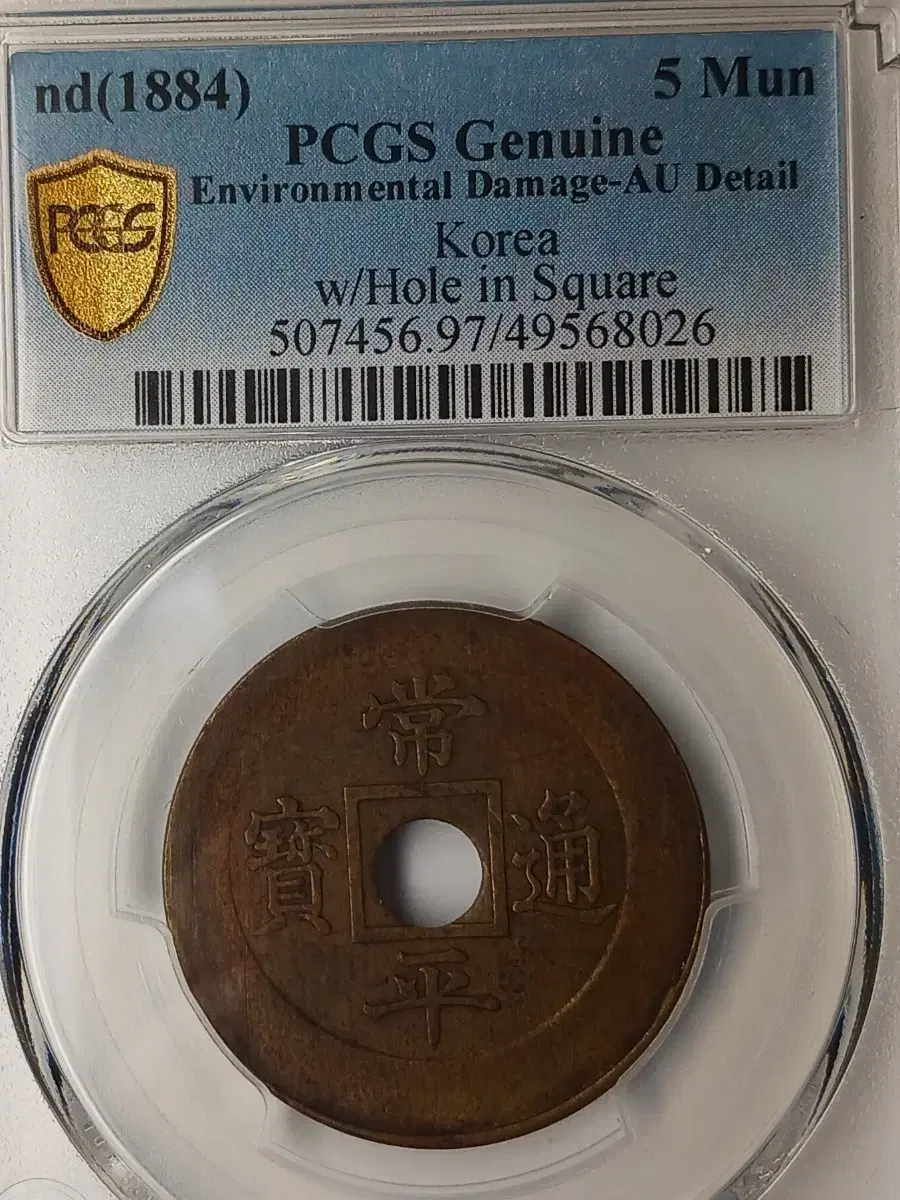 nd(1884) 5 Mun
PCGS Genuine
Environmental Damage-AU Detail
PCGS
Korea
w/Hole in Square
507456.97/49568026
常
寶 通
平